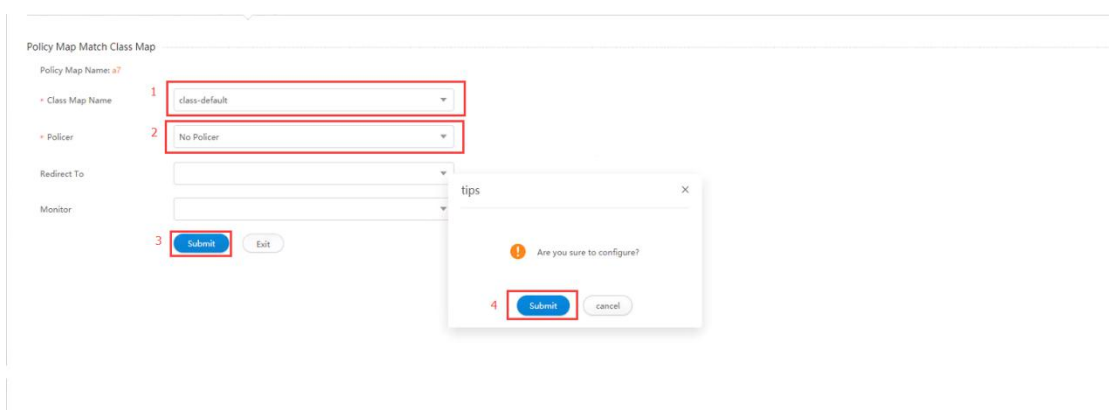 Policy Map Match Class Map
Policy Map Name: a7
* Class Map Name 1 class-default
* Policer 2 No Policer
Redirect To
Monitor
3 Submit Exit
tips ×
! Are you sure to configure?
4 Submit cancel